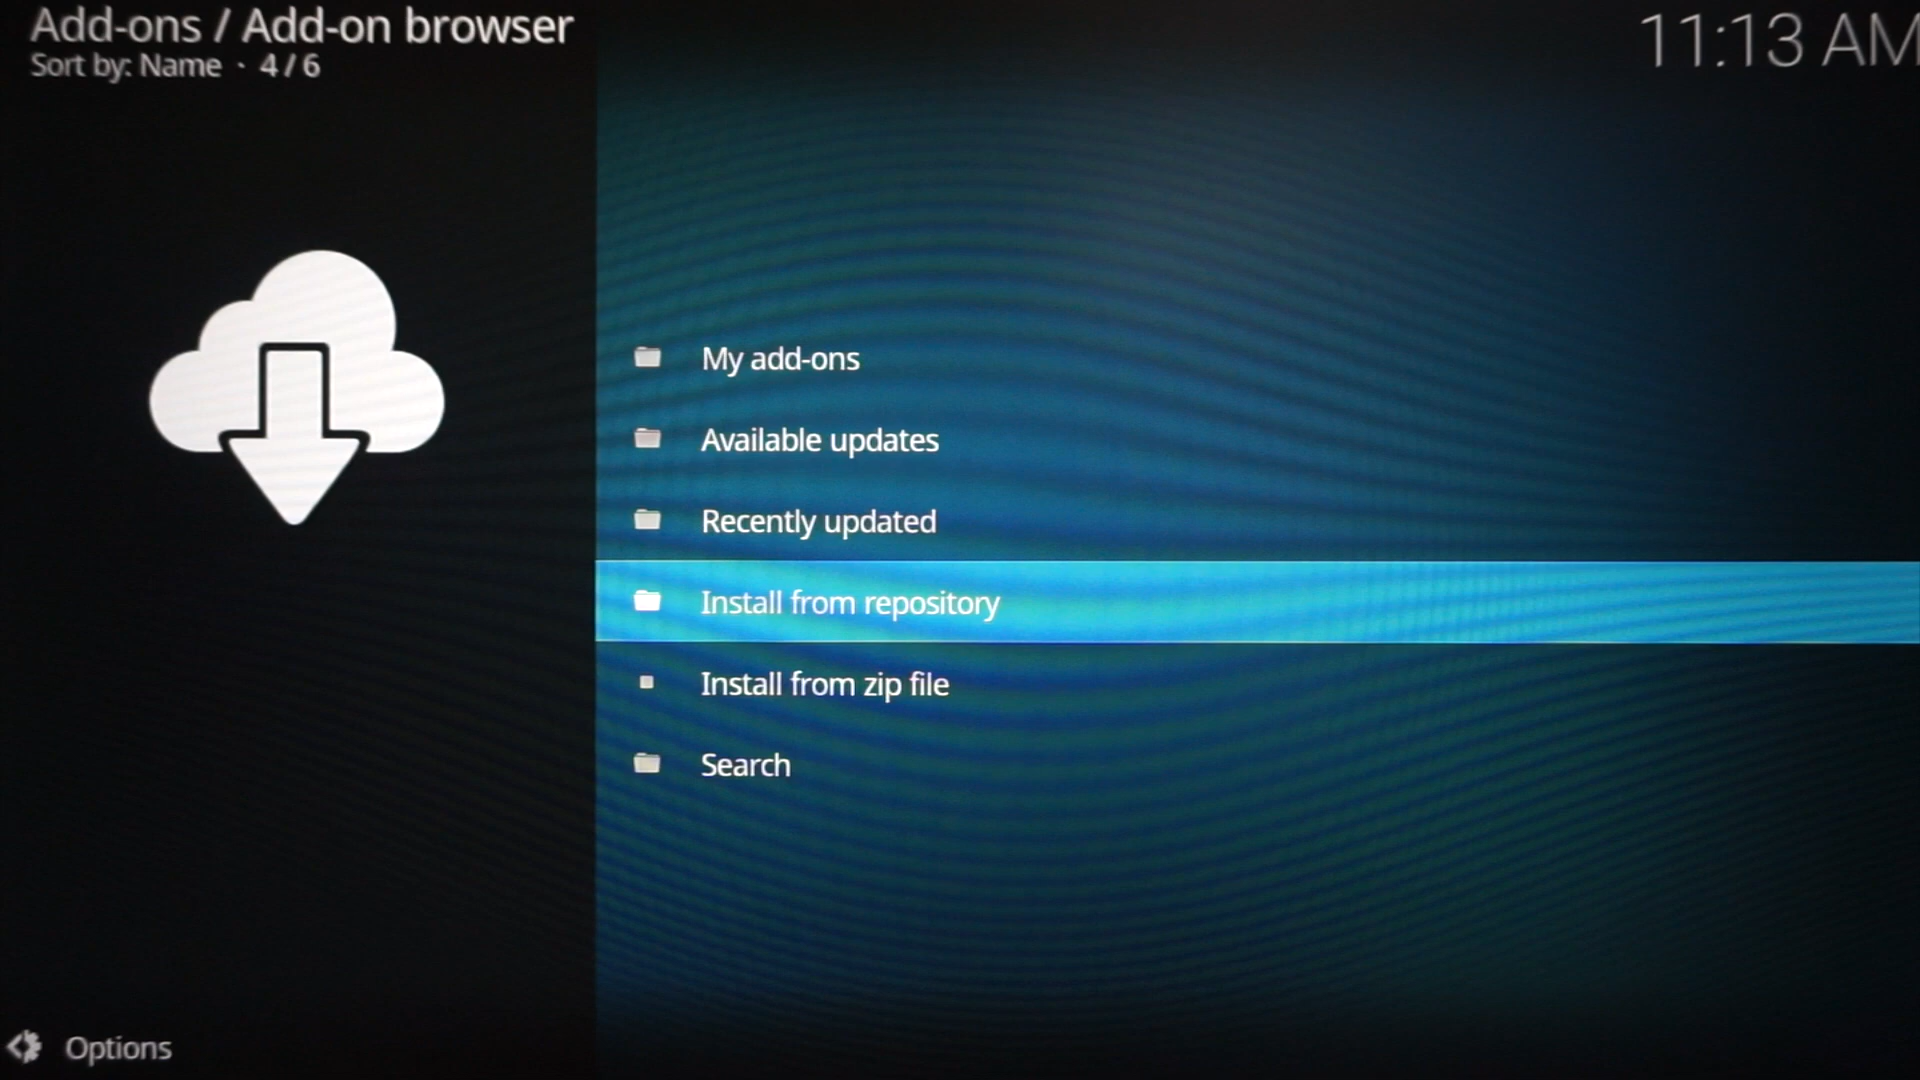 Add-ons / Add-on browser
Sort by: Name · 4 / 6
11:13 AM
My add-ons
Available updates
Recently updated
Install from repository
Install from zip file
Search
Options